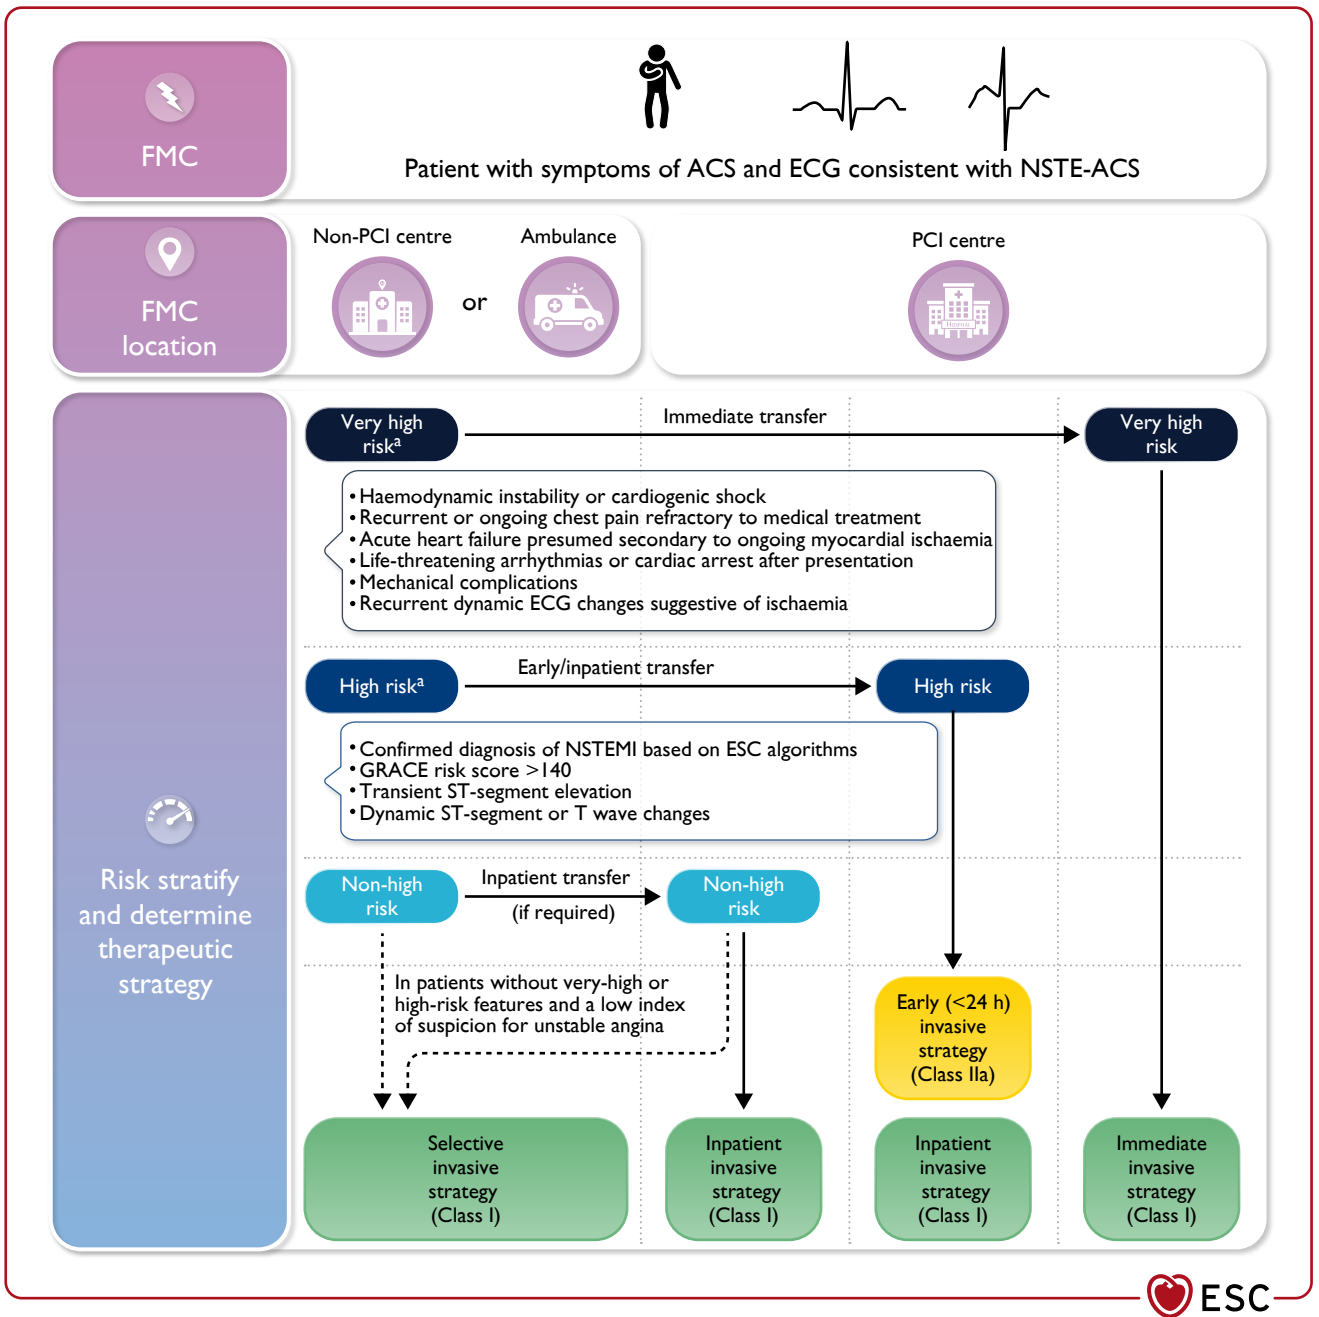 FMC
Patient with symptoms of ACS and ECG consistent with NSTE-ACS
FMC
location
Non-PCI centre
or
Ambulance
PCI centre
HOSPITAL
Risk stratify
and determine
therapeutic
strategy
Very high
riskᵃ
Immediate transfer
Very high
risk
• Haemodynamic instability or cardiogenic shock
• Recurrent or ongoing chest pain refractory to medical treatment
• Acute heart failure presumed secondary to ongoing myocardial ischaemia
• Life-threatening arrhythmias or cardiac arrest after presentation
• Mechanical complications
• Recurrent dynamic ECG changes suggestive of ischaemia
High riskᵃ
Early/inpatient transfer
High risk
• Confirmed diagnosis of NSTEMI based on ESC algorithms
• GRACE risk score >140
• Transient ST-segment elevation
• Dynamic ST-segment or T wave changes
Non-high
risk
Inpatient transfer
(if required)
Non-high
risk
In patients without very-high or
high-risk features and a low index
of suspicion for unstable angina
Early (<24 h)
invasive
strategy
(Class IIa)
Selective
invasive
strategy
(Class I)
Inpatient
invasive
strategy
(Class I)
Inpatient
invasive
strategy
(Class I)
Immediate
invasive
strategy
(Class I)
ESC